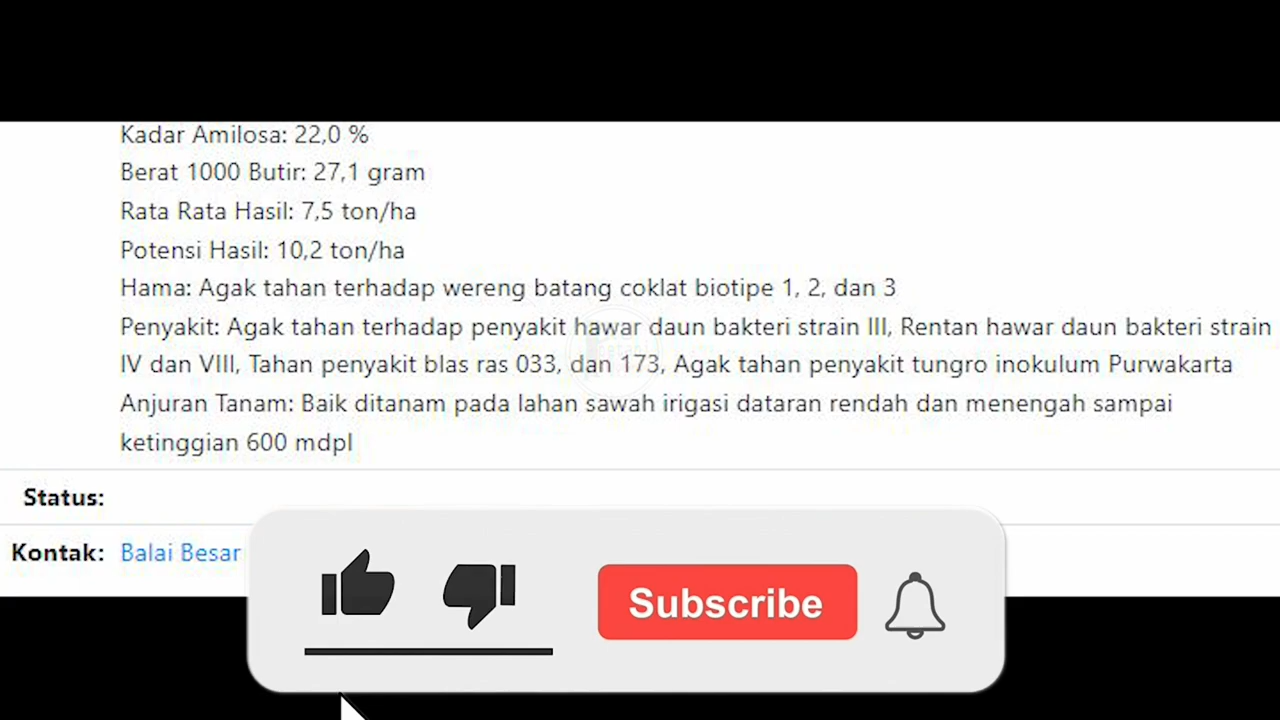 Kadar Amilosa: 22,0 %
Berat 1000 Butir: 27,1 gram
Rata Rata Hasil: 7,5 ton/ha
Potensi Hasil: 10,2 ton/ha
Hama: Agak tahan terhadap wereng batang coklat biotipe 1, 2, dan 3
Penyakit: Agak tahan terhadap penyakit hawar daun bakteri strain III, Rentan hawar daun bakteri strain
IV dan VIII, Tahan penyakit blas ras 033, dan 173, Agak tahan penyakit tungro inokulum Purwakarta
Anjuran Tanam: Baik ditanam pada lahan sawah irigasi dataran rendah dan menengah sampai
ketinggian 600 mdpl
Status:
Kontak: Balai Besar
Subscribe